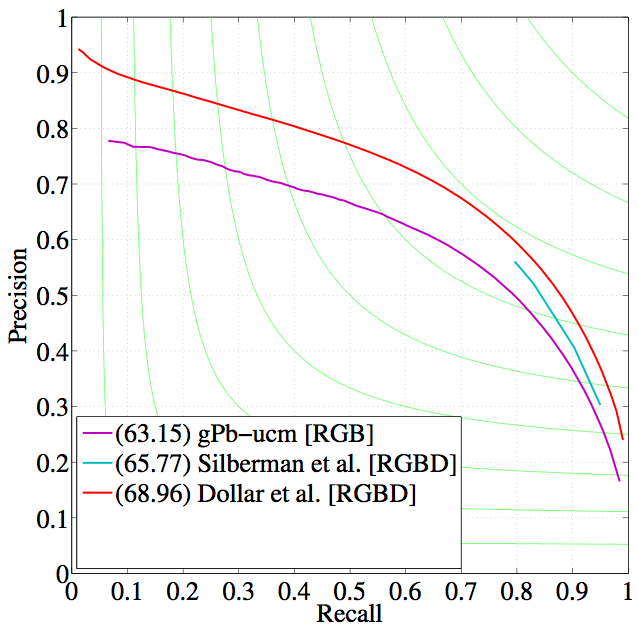 1
0.9
0.8
0.7
0.6
0.5
0.4
0.3
0.2
0.1
0
Precision
(63.15) gPb−ucm [RGB]
(65.77) Silberman et al. [RGBD]
(68.96) Dollar et al. [RGBD]
0 0.1 0.2 0.3 0.4 0.5 0.6 0.7 0.8 0.9 1
Recall